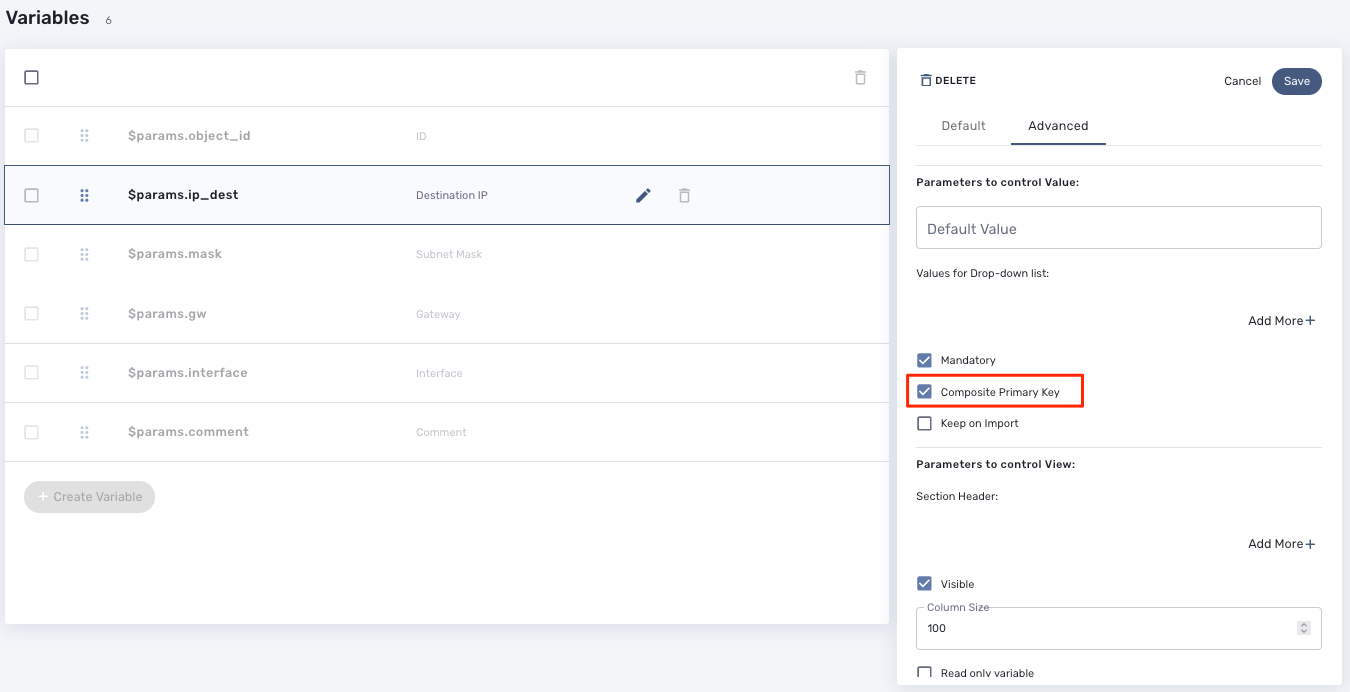 Variables 6
$params.object_id ID
$params.ip_dest Destination IP
$params.mask Subnet Mask
$params.gw Gateway
$params.interface Interface
$params.comment Comment
+ Create Variable
DELETE Cancel Save
Default Advanced
Parameters to control Value:
Default Value
Values for Drop-down list:
Add More+
Mandatory
Composite Primary Key
Keep on Import
Parameters to control View:
Section Header:
Add More+
Visible
Column Size
100
Read only variable